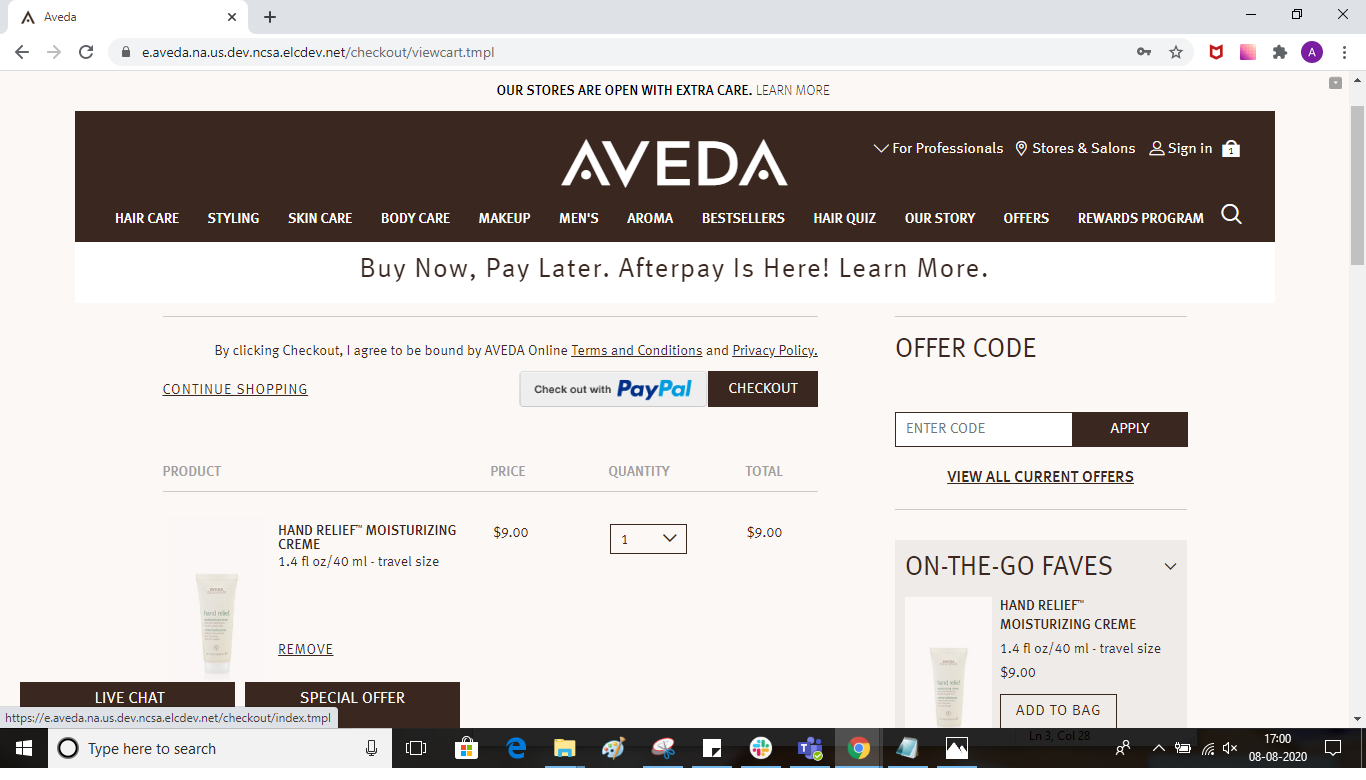 Aveda
e.aveda.na.us.dev.ncsa.elcdev.net/checkout/viewcart.tmpl
A
OUR STORES ARE OPEN WITH EXTRA CARE. LEARN MORE
AVEDA
For Professionals
Stores & Salons
Sign in
1
HAIR CARE
STYLING
SKIN CARE
BODY CARE
MAKEUP
MEN'S
AROMA
BESTSELLERS
HAIR QUIZ
OUR STORY
OFFERS
REWARDS PROGRAM
Buy Now, Pay Later. Afterpay Is Here! Learn More.
By clicking Checkout, I agree to be bound by AVEDA Online Terms and Conditions and Privacy Policy.
CONTINUE SHOPPING
Check out with PayPal
CHECKOUT
PRODUCT
PRICE
QUANTITY
TOTAL
HAND RELIEF™ MOISTURIZING
CREME
1.4 fl oz/40 ml - travel size
$9.00
1
$9.00
hand relief
REMOVE
OFFER CODE
ENTER CODE
APPLY
VIEW ALL CURRENT OFFERS
ON-THE-GO FAVES
HAND RELIEF™
MOISTURIZING CREME
1.4 fl oz/40 ml - travel size
$9.00
hand relief
ADD TO BAG
LIVE CHAT
SPECIAL OFFER
https://e.aveda.na.us.dev.ncsa.elcdev.net/checkout/index.tmpl
Ln 3, Col 28
Type here to search
17:00
08-08-2020